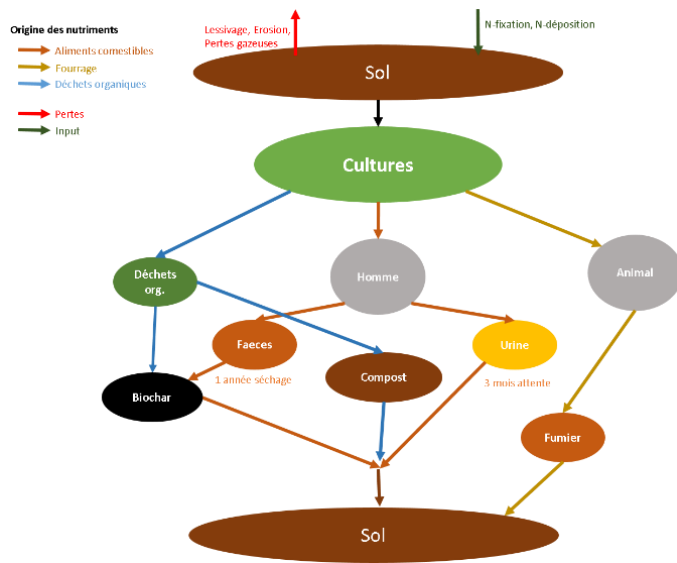 Origine des nutriments
Aliments comestibles
Fourrage
Déchets organiques
Pertes
Input
Lessivage, Erosion,
Pertes gazeuses
N-fixation, N-déposition
Sol
Cultures
Déchets
org.
Homme
Animal
Faeces
Urine
1 année séchage
Compost
3 mois attente
Biochar
Fumier
Sol